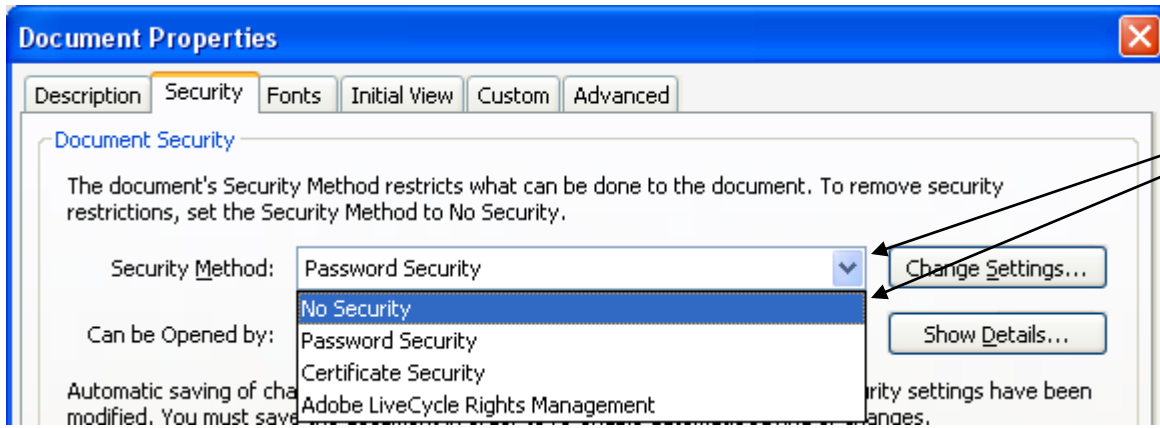 Document Properties
Description Security Fonts Initial View Custom Advanced
Document Security
The document's Security Method restricts what can be done to the document. To remove security
restrictions, set the Security Method to No Security.
Security Method: Password Security Change Settings...
No Security
Can be Opened by: Show Details...
Password Security
Certificate Security
Automatic saving of cha rity settings have been
Adobe LiveCycle Rights Management
modified. You must save anges.